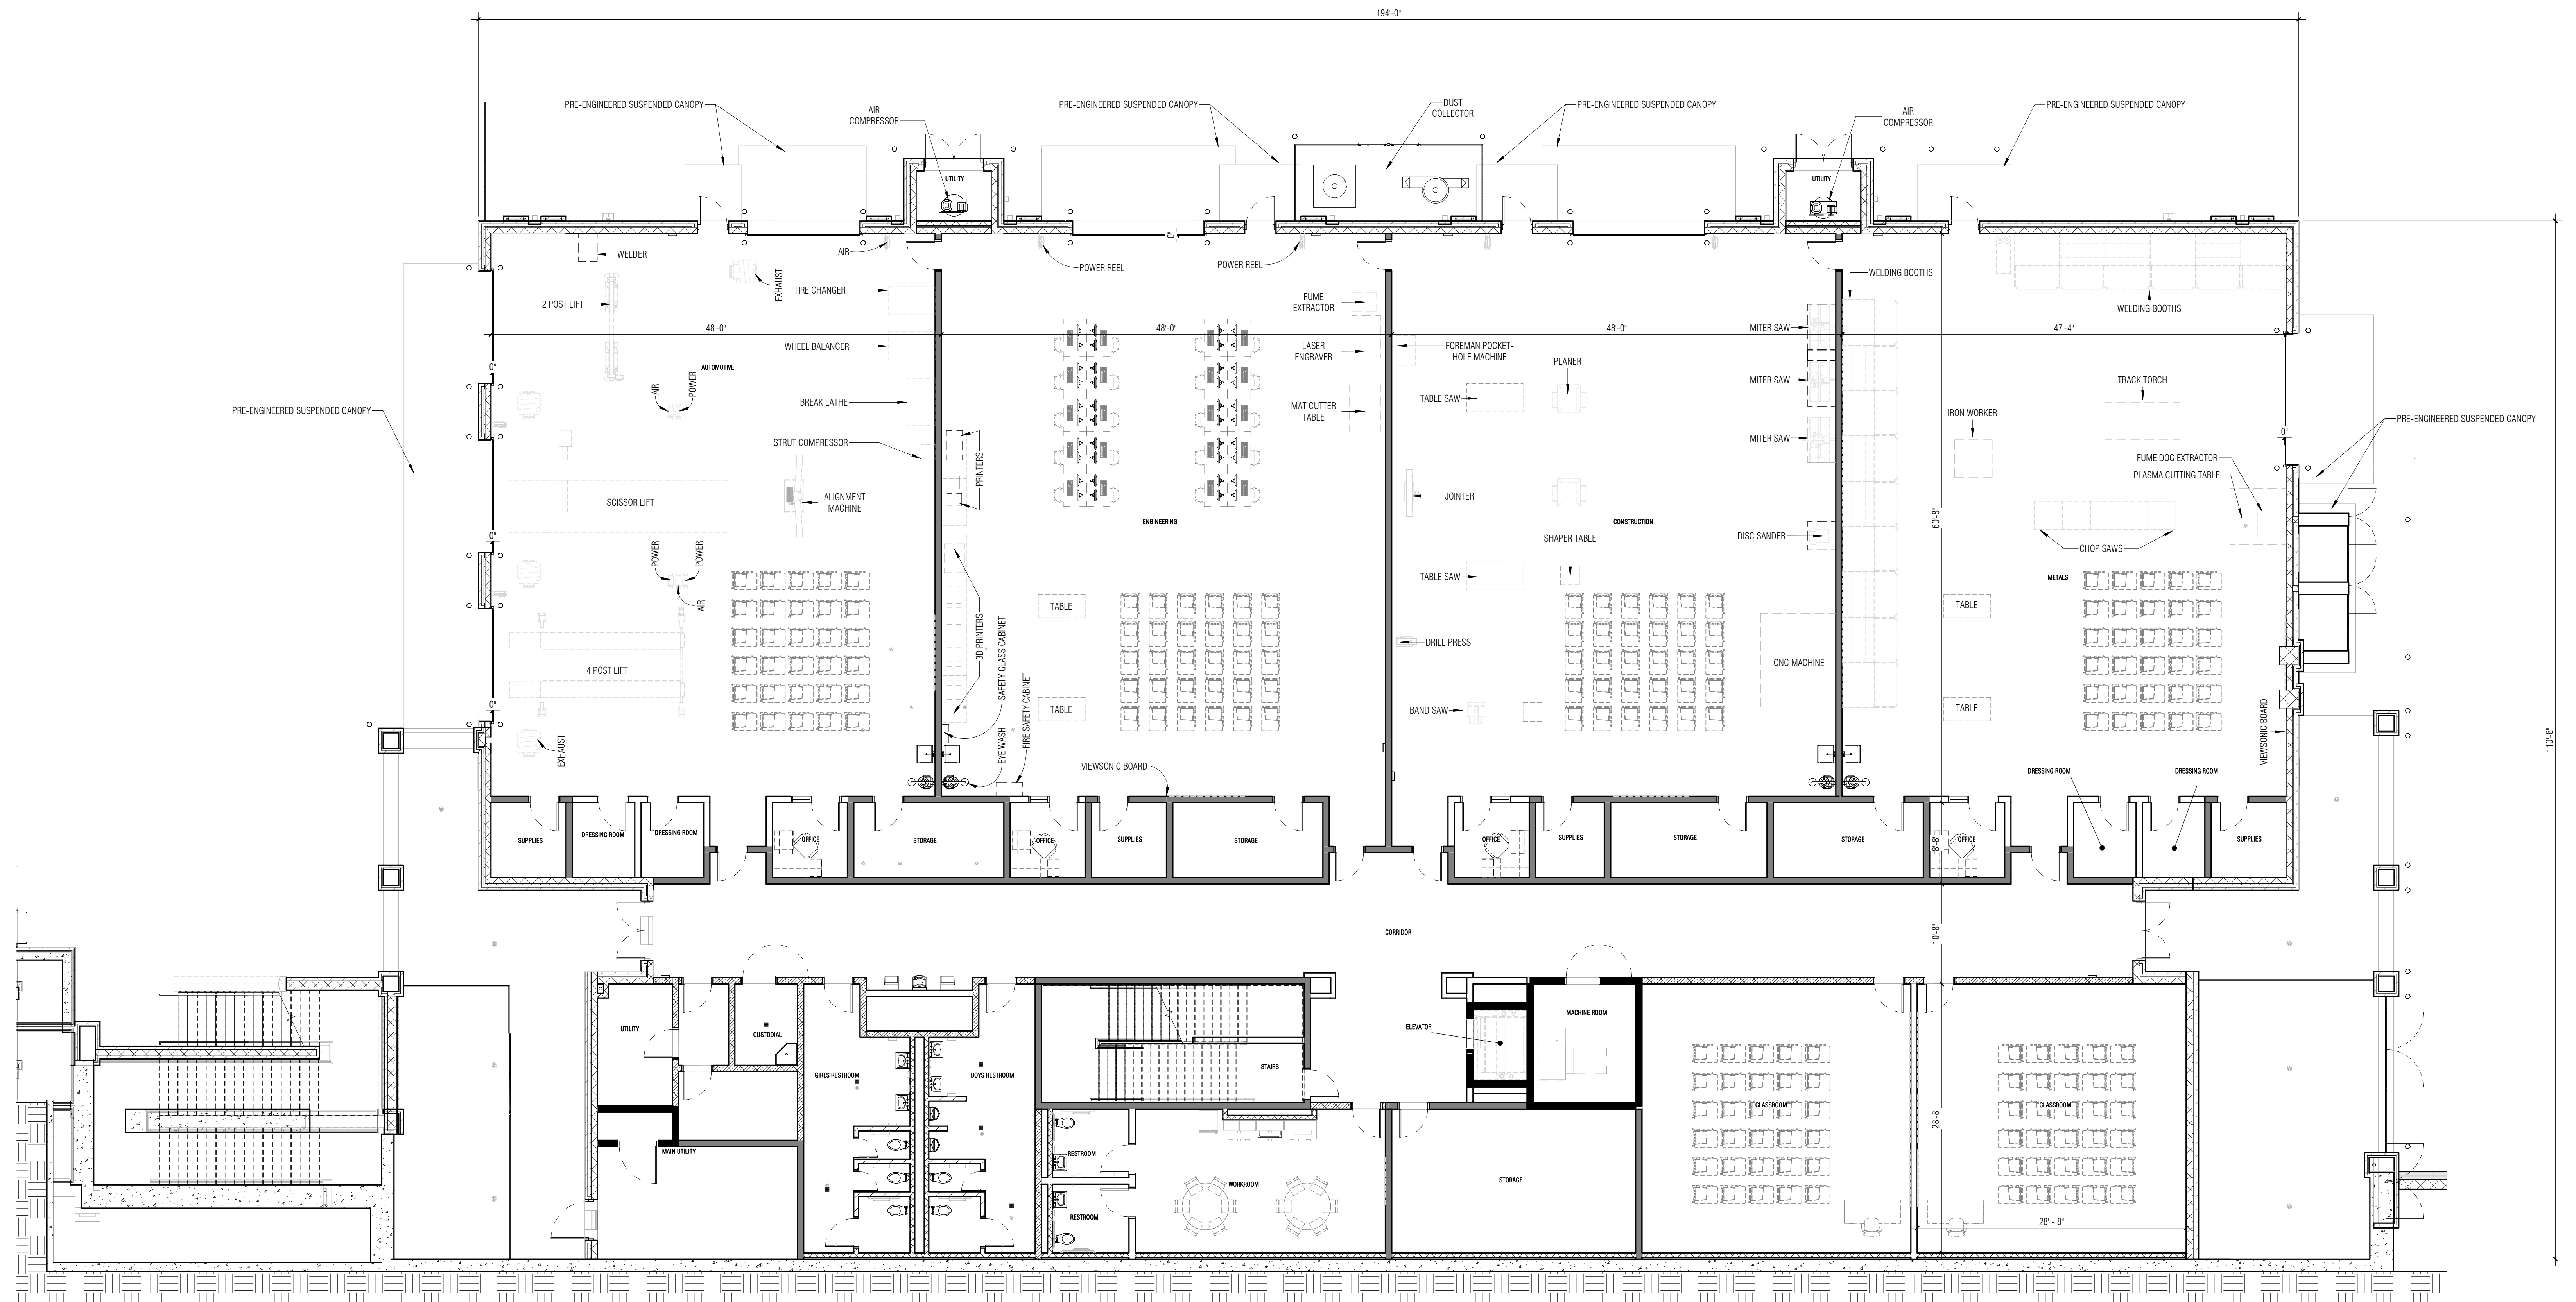 194'-0"
PRE-ENGINEERED SUSPENDED CANOPY
AIR
COMPRESSOR
PRE-ENGINEERED SUSPENDED CANOPY
DUST
COLLECTOR
PRE-ENGINEERED SUSPENDED CANOPY
AIR
COMPRESSOR
PRE-ENGINEERED SUSPENDED CANOPY
UTILITY
UTILITY
WELDER
AIR
POWER REEL
POWER REEL
0"
WELDING BOOTHS
EXHAUST
TIRE CHANGER
2 POST LIFT
FUME
EXTRACTOR
WELDING BOOTHS
48'-0"
48'-0"
48'-0"
47'-4"
MITER SAW
WHEEL BALANCER
LASER
ENGRAVER
FOREMAN POCKET-
HOLE MACHINE
PLANER
0"
AUTOMOTIVE
AIR
POWER
MITER SAW
TRACK TORCH
BREAK LATHE
MAT CUTTER
TABLE
TABLE SAW
IRON WORKER
PRE-ENGINEERED SUSPENDED CANOPY
PRE-ENGINEERED SUSPENDED CANOPY
STRUT COMPRESSOR
MITER SAW
0"
PRINTERS
FUME DOG EXTRACTOR
PLASMA CUTTING TABLE
SCISSOR LIFT
ALIGNMENT
MACHINE
JOINTER
ENGINEERING
CONSTRUCTION
60'-8"
0"
SHAPER TABLE
DISC SANDER
CHOP SAWS
POWER
POWER
AIR
TABLE SAW
METALS
TABLE
TABLE
3D PRINTERS
SAFETY GLASS CABINET
DRILL PRESS
4 POST LIFT
CNC MACHINE
0"
TABLE
BAND SAW
TABLE
EXHAUST
EYE WASH
FIRE SAFETY CABINET
VIEWSONIC BOARD
110'-8"
VIEWSONIC BOARD
DRESSING ROOM
DRESSING ROOM
SUPPLIES
DRESSING ROOM
DRESSING ROOM
OFFICE
STORAGE
OFFICE
SUPPLIES
STORAGE
OFFICE
SUPPLIES
STORAGE
STORAGE
8'-8"
OFFICE
SUPPLIES
CORRIDOR
10'-8"
UTILITY
CUSTODIAL
GIRLS RESTROOM
BOYS RESTROOM
STAIRS
ELEVATOR
MACHINE ROOM
CLASSROOM
CLASSROOM
28'-8"
MAIN UTILITY
RESTROOM
WORKROOM
STORAGE
RESTROOM
28' - 8"